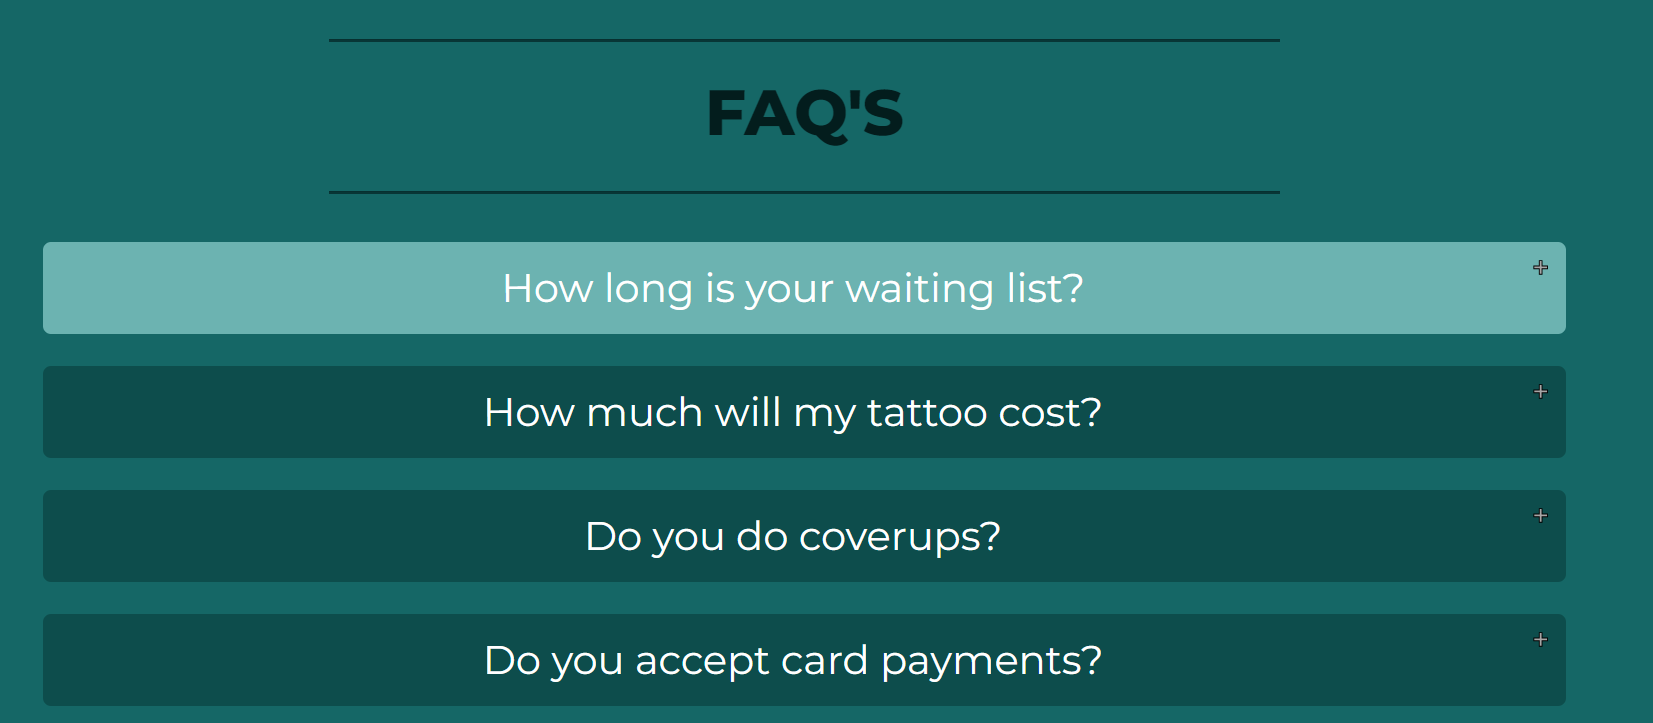 FAQ'S
How long is your waiting list?
How much will my tattoo cost?
Do you do coverups?
Do you accept card payments?